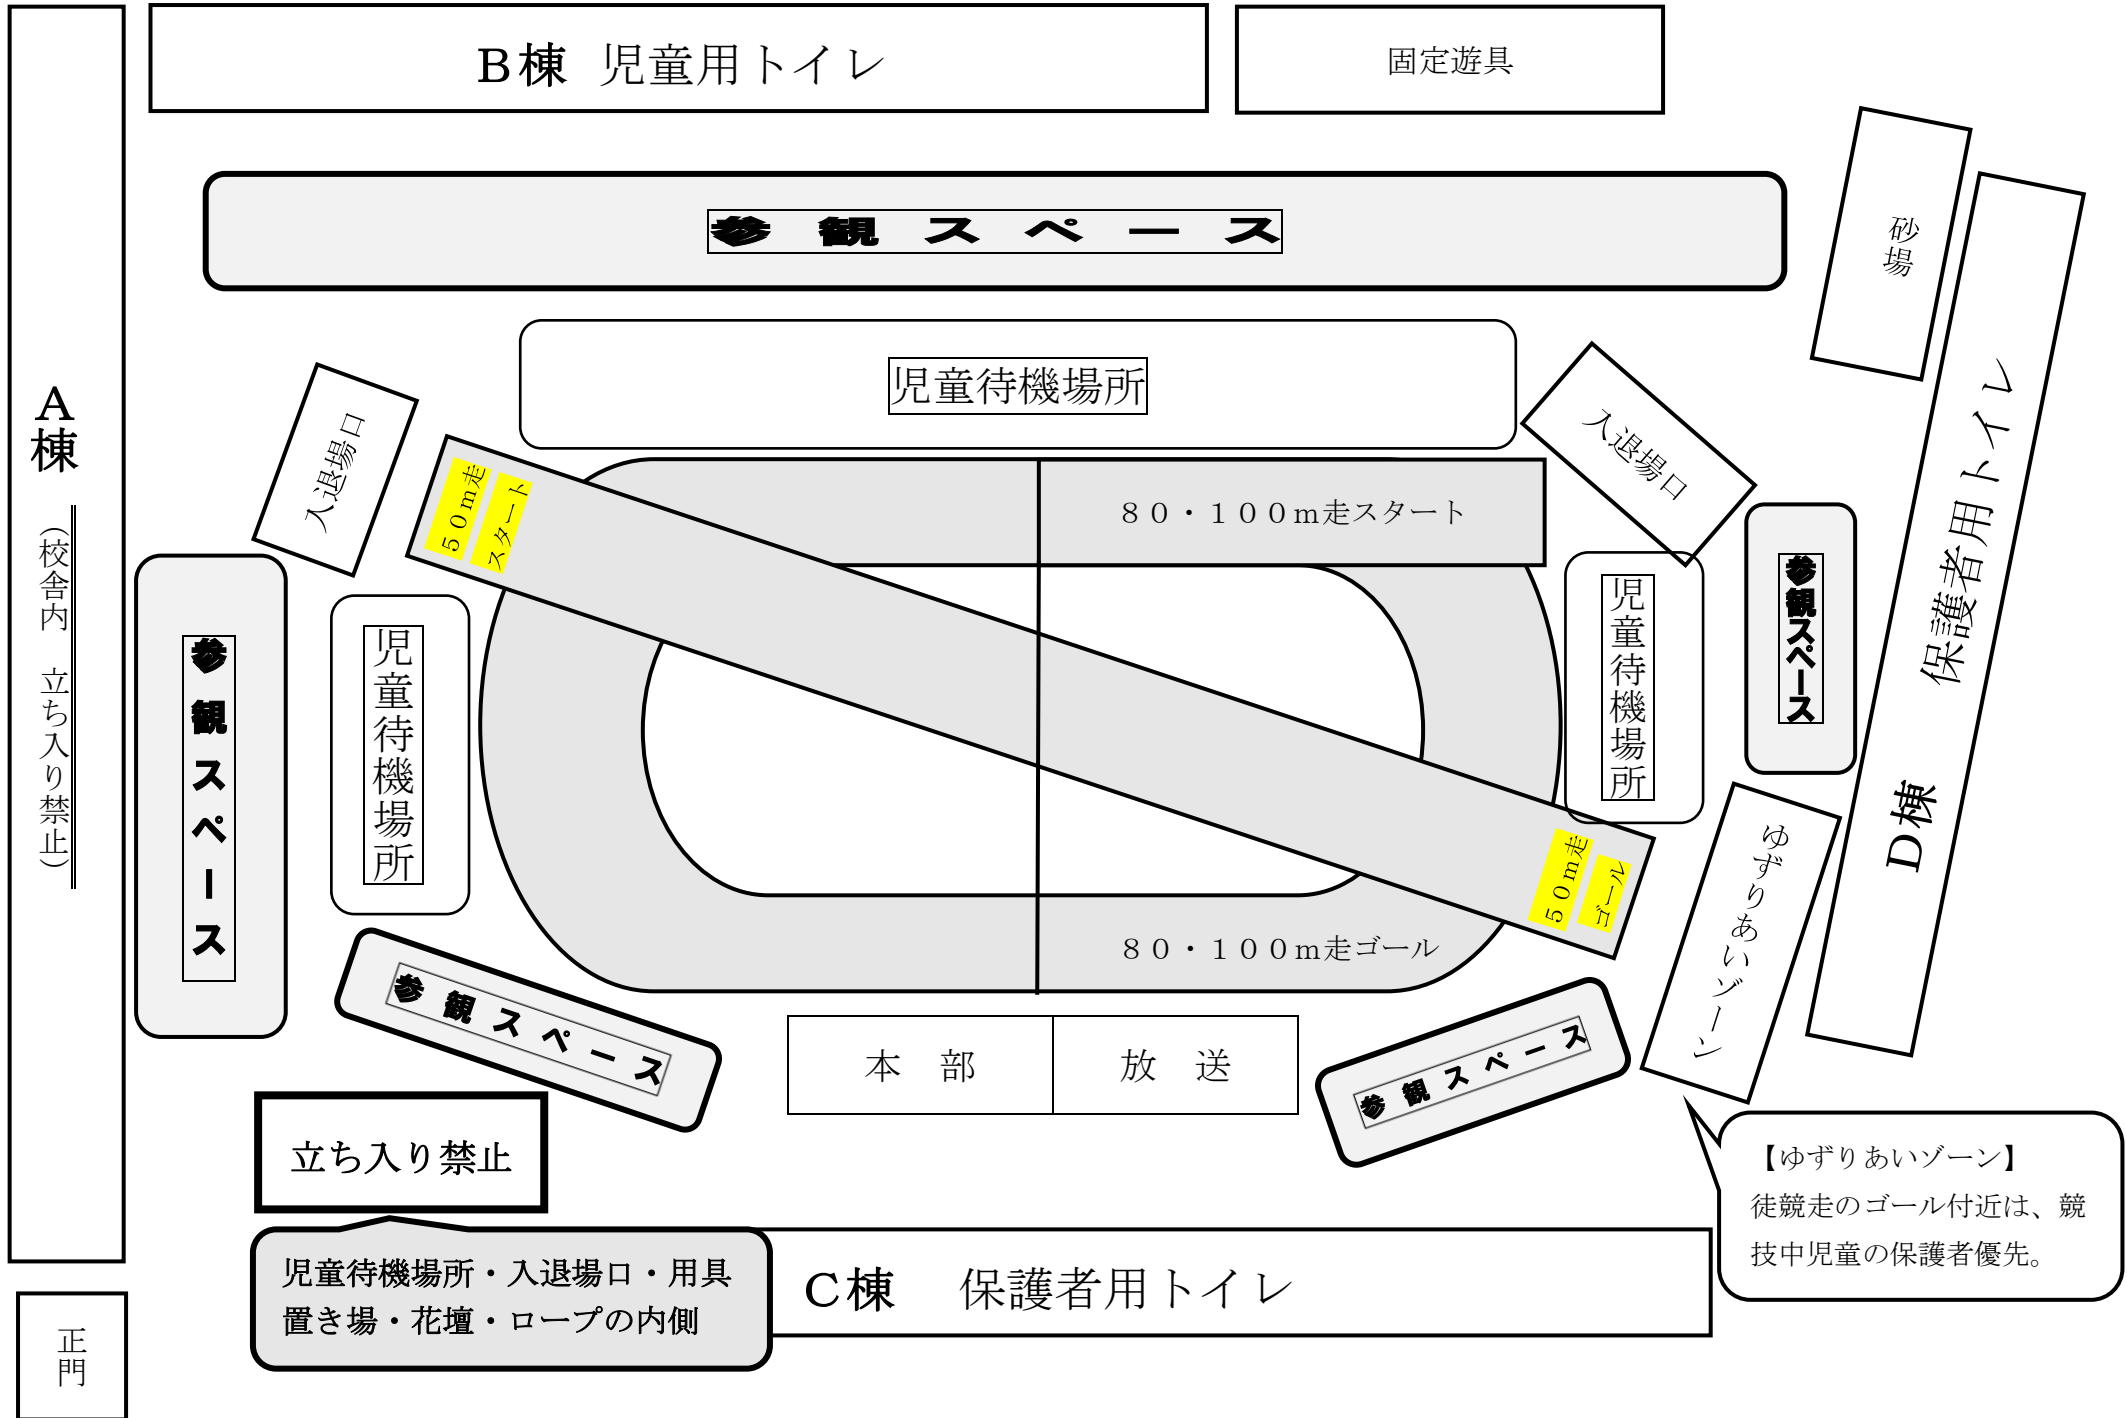 B棟 児童用トイレ
固定遊具
参観スペース
砂場
A棟
（校舎内 立ち入り禁止）
児童待機場所
入退場口
入退場口
50m走
スタート
80・100m走スタート
参観スペース
児童待機場所
児童待機場所
参観スペース
D棟 保護者用トイレ
50m走
ゴール
80・100m走ゴール
ゆずりあいゾーン
参観スペース
本部
放送
参観スペース
立ち入り禁止
児童待機場所・入退場口・用具
置き場・花壇・ロープの内側
C棟 保護者用トイレ
【ゆずりあいゾーン】
徒競走のゴール付近は、競
技中児童の保護者優先。
正門